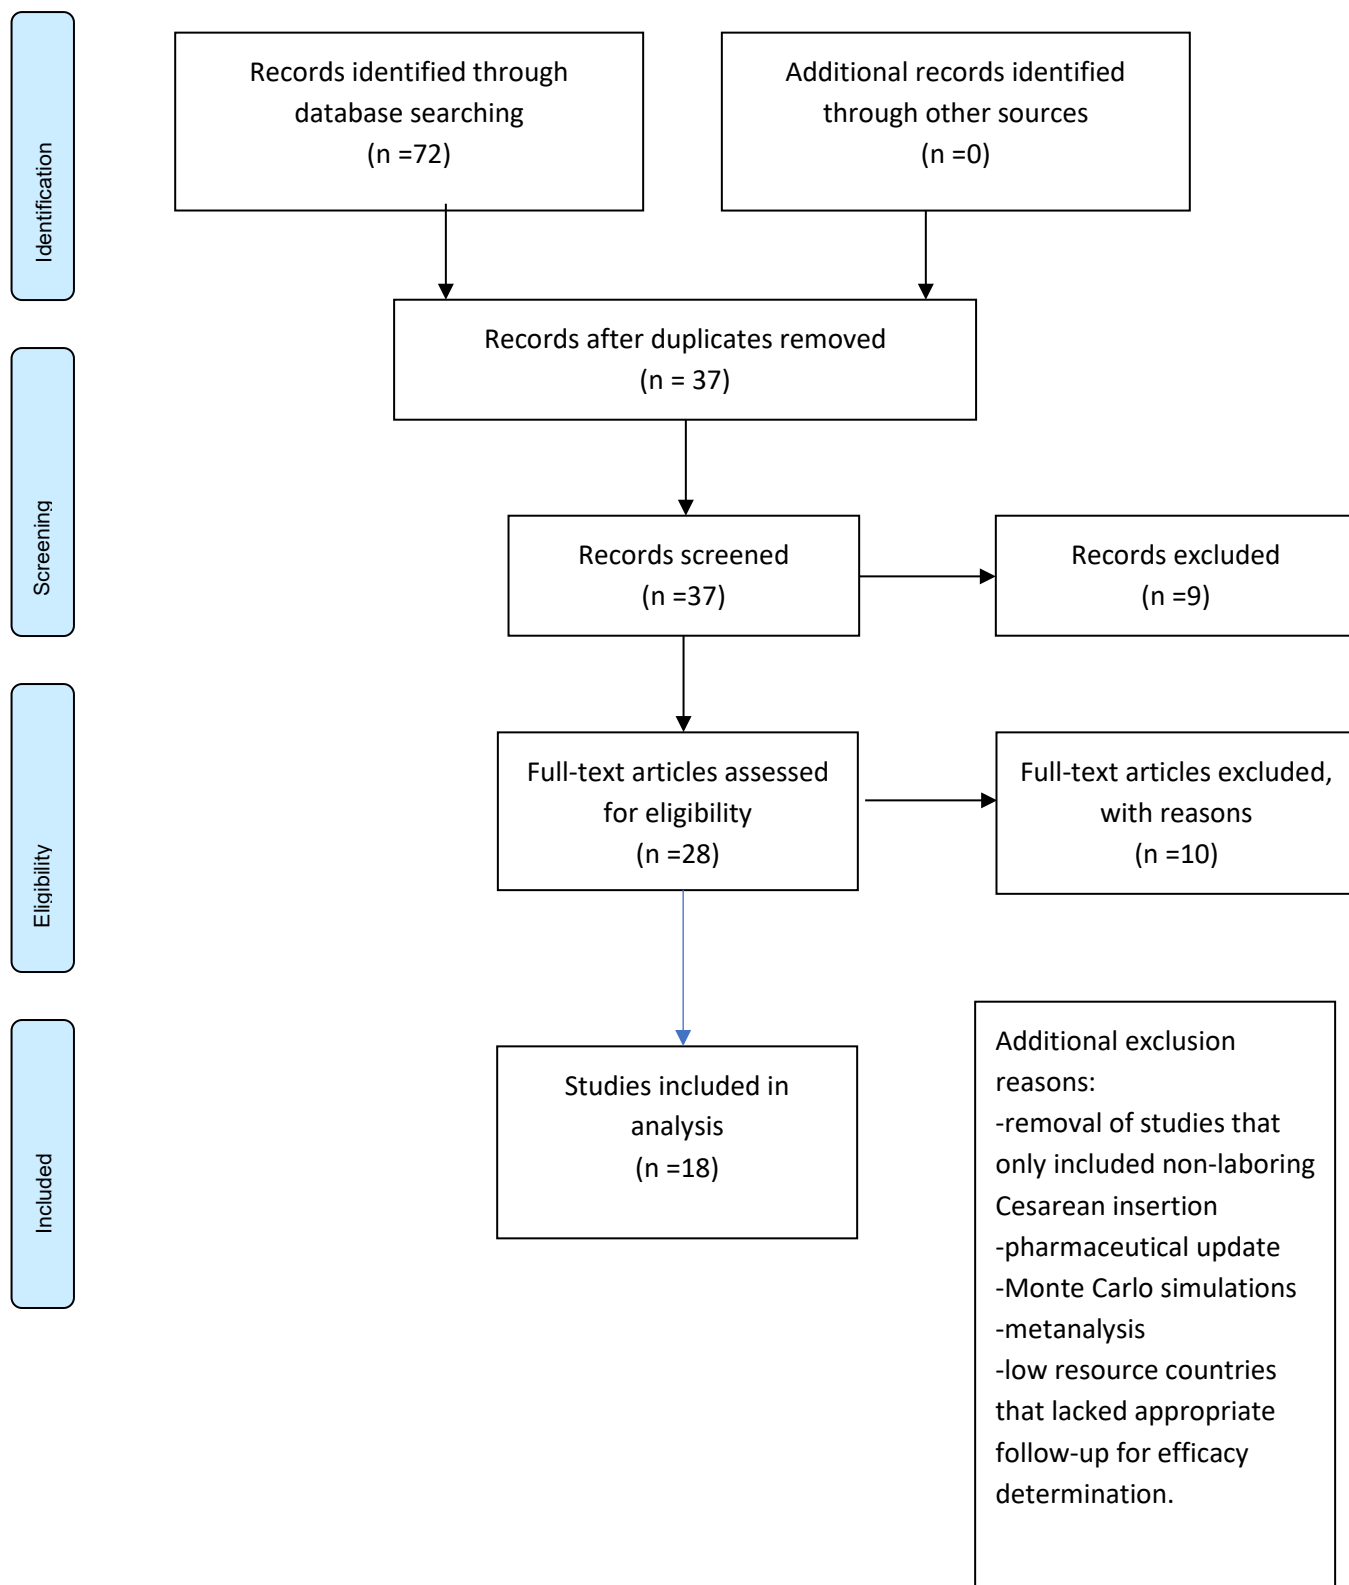 Identification
Records identified through
database searching
(n =72)
Additional records identified
through other sources
(n =0)
Records after duplicates removed
(n = 37)
Screening
Records screened
(n =37)
Records excluded
(n =9)
Eligibility
Full-text articles assessed
for eligibility
(n =28)
Full-text articles excluded,
with reasons
(n =10)
Included
Studies included in
analysis
(n =18)
Additional exclusion
reasons:
-removal of studies that
only included non-laboring
Cesarean insertion
-pharmaceutical update
-Monte Carlo simulations
-metanalysis
-low resource countries
that lacked appropriate
follow-up for efficacy
determination.